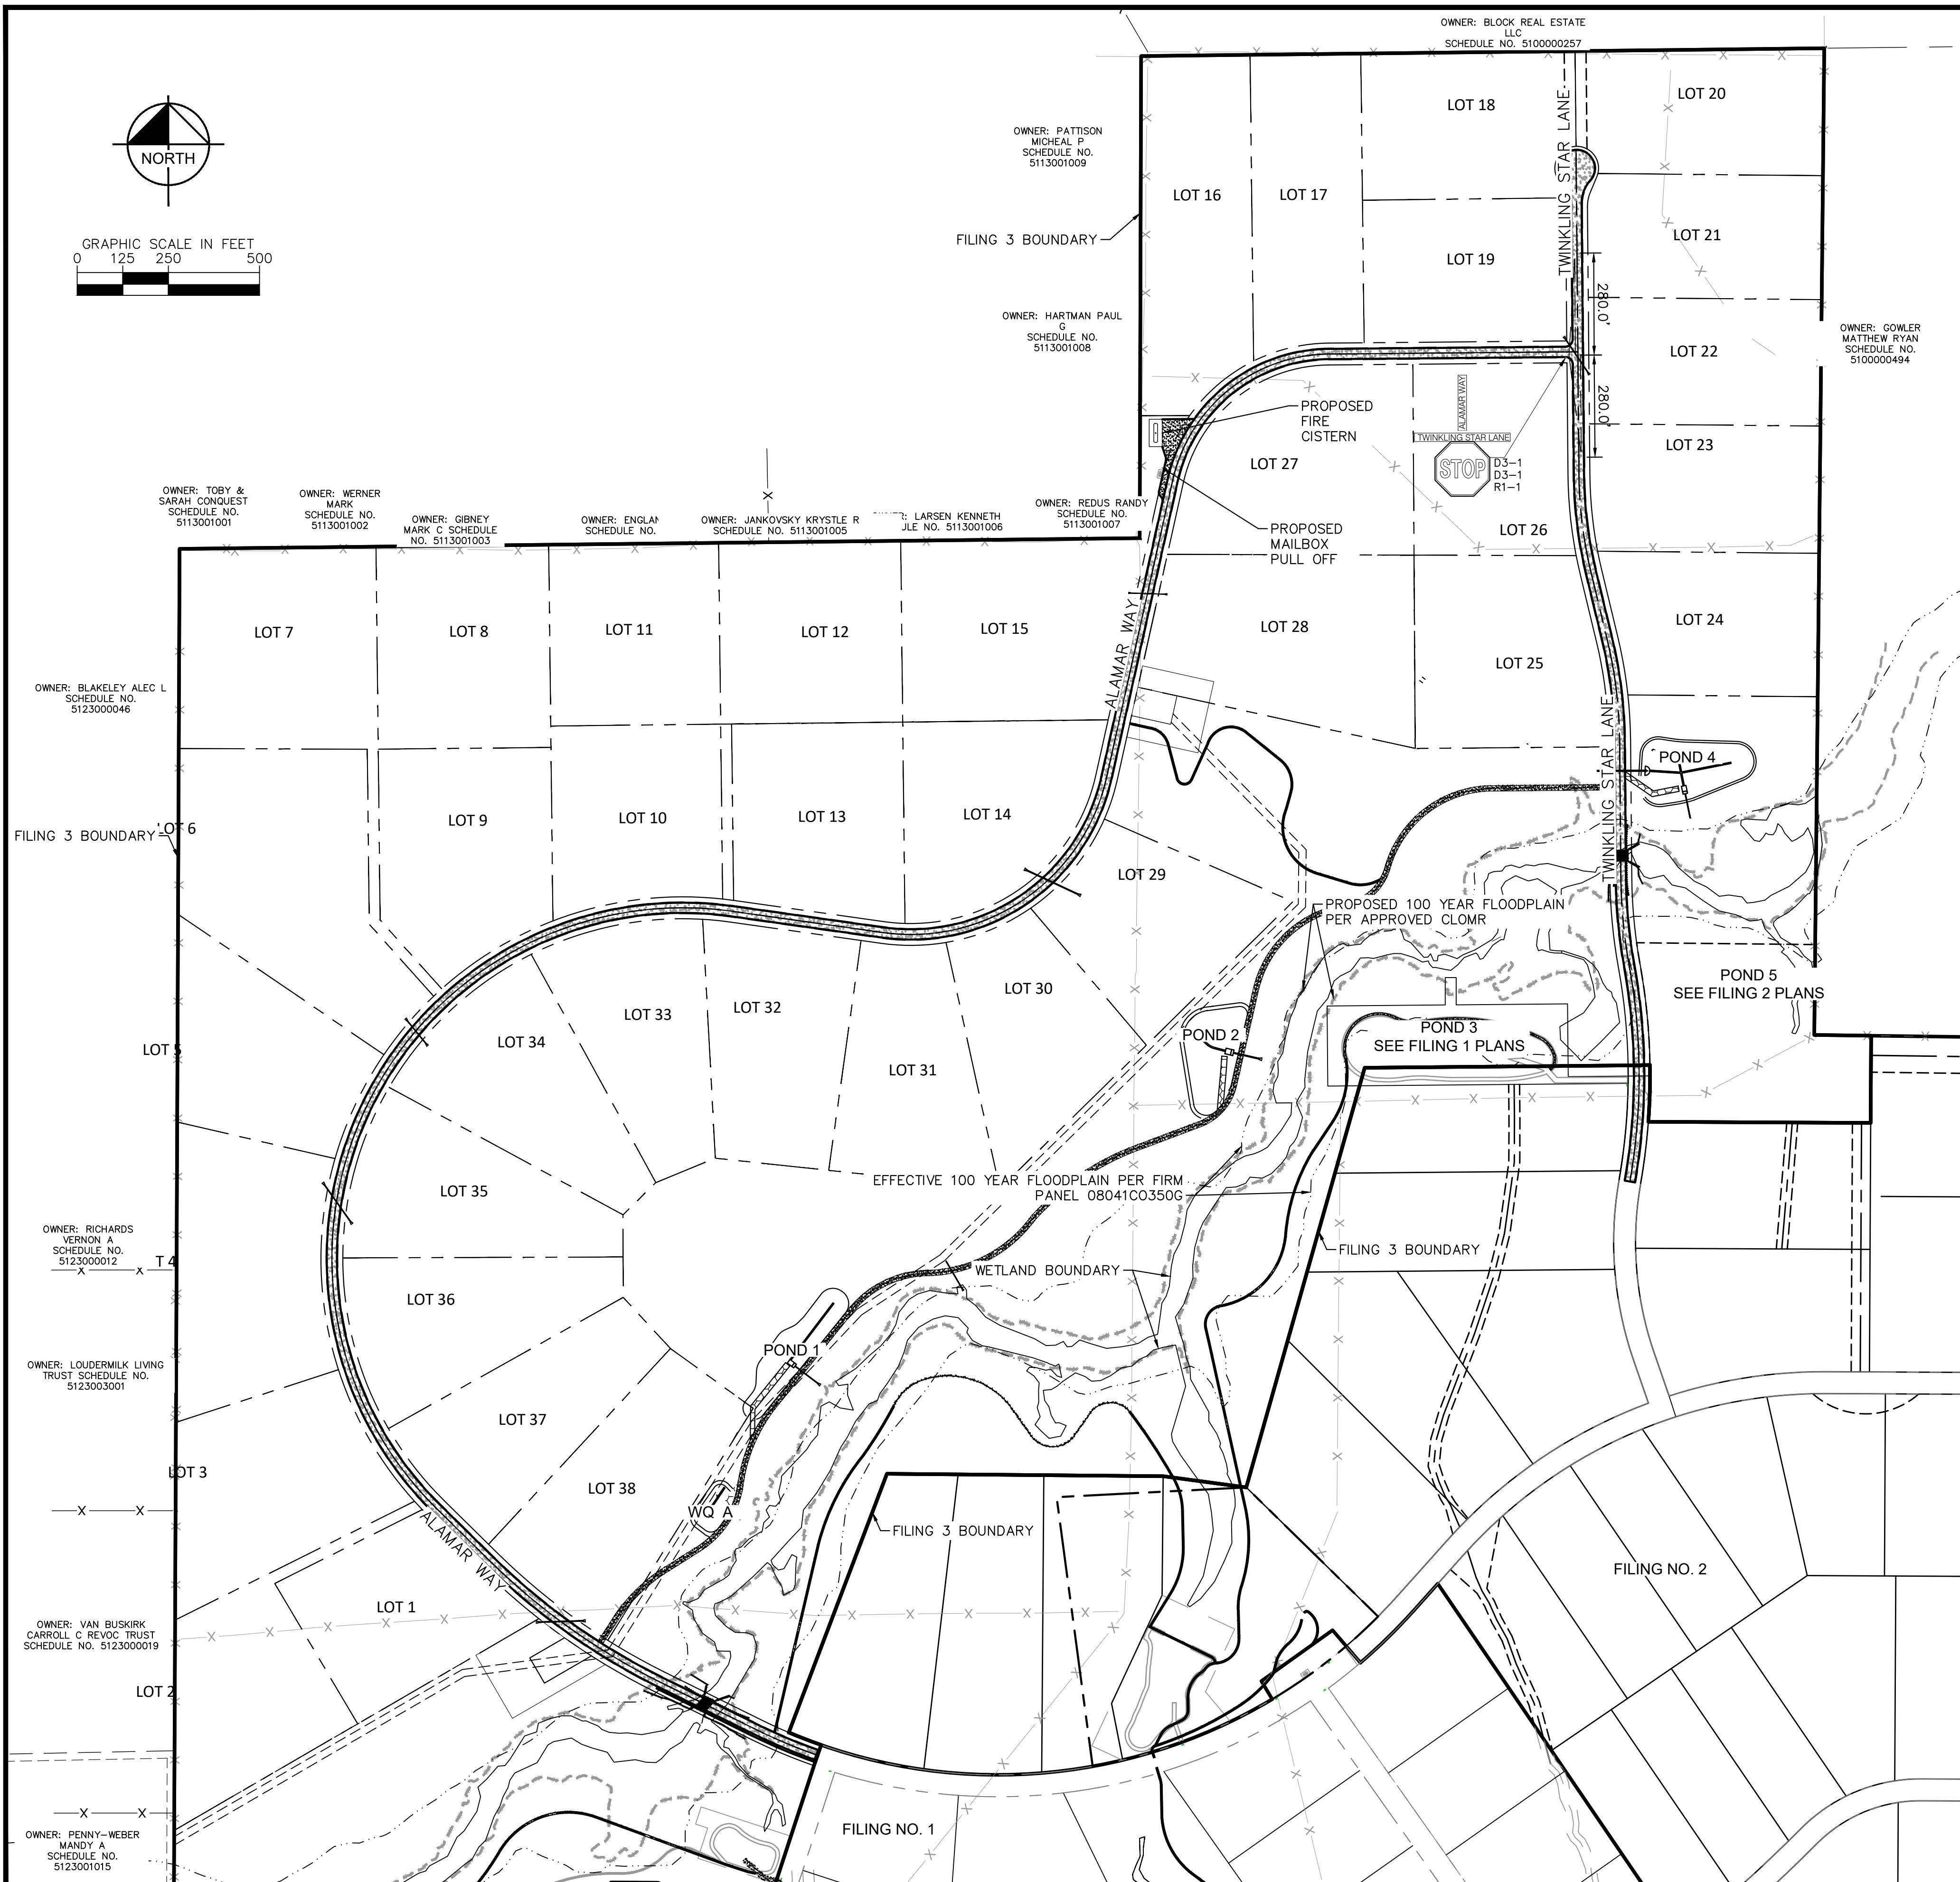 OWNER: BLOCK REAL ESTATE
LLC
SCHEDULE NO. 5100000257
NORTH
GRAPHIC SCALE IN FEET
0 125 250 500
OWNER: PATTISON
MICHEAL P
SCHEDULE NO.
5113001009
FILING 3 BOUNDARY
LOT 16
LOT 17
LOT 18
LOT 19
TWINKLING STAR LANE
LOT 20
LOT 21
LOT 22
LOT 23
280.0'
280.0'
OWNER: HARTMAN PAUL
G
SCHEDULE NO.
5113001008
OWNER: GOWLER
MATTHEW RYAN
SCHEDULE NO.
5100000494
PROPOSED
FIRE
CISTERN
LOT 27
ALAMAR WAY
TWINKLING STAR LANE
STOP
D3-1
D3-1
R1-1
LOT 26
PROPOSED
MAILBOX
PULL OFF
OWNER: TOBY &
SARAH CONQUEST
SCHEDULE NO.
5113001001
OWNER: WERNER
MARK
SCHEDULE NO.
5113001002
OWNER: GIBNEY
MARK C SCHEDULE
NO. 5113001003
OWNER: ENGLAN
SCHEDULE NO.
OWNER: JANKOVSKY KRYSTLE R
SCHEDULE NO. 5113001005
LARSEN KENNETH
ULE NO. 5113001006
OWNER: REDUS RANDY
SCHEDULE NO.
5113001007
LOT 7
LOT 8
LOT 11
LOT 12
LOT 15
ALAMAR WAY
LOT 28
LOT 25
LOT 24
OWNER: BLAKELEY ALEC L
SCHEDULE NO.
5123000046
FILING 3 BOUNDARY
LOT 6
LOT 9
LOT 10
LOT 13
LOT 14
LOT 29
TWINKLING STAR LANE
POND 4
PROPOSED 100 YEAR FLOODPLAIN
PER APPROVED CLOMR
POND 5
SEE FILING 2 PLANS
LOT 5
LOT 34
LOT 33
LOT 32
LOT 30
LOT 31
POND 2
POND 3
SEE FILING 1 PLANS
EFFECTIVE 100 YEAR FLOODPLAIN PER FIRM
PANEL 08041CO350G
LOT 35
OWNER: RICHARDS
VERNON A
SCHEDULE NO.
5123000012
T 4
FILING 3 BOUNDARY
WETLAND BOUNDARY
LOT 36
POND 1
OWNER: LOUDERMILK LIVING
TRUST SCHEDULE NO.
5123003001
LOT 37
LOT 3
LOT 38
WQ A
ALAMAR WAY
FILING 3 BOUNDARY
FILING NO. 2
LOT 1
OWNER: VAN BUSKIRK
CARROLL C REVOC TRUST
SCHEDULE NO. 5123000019
LOT 2
FILING NO. 1
OWNER: PENNY-WEBER
MANDY A
SCHEDULE NO.
5123001015